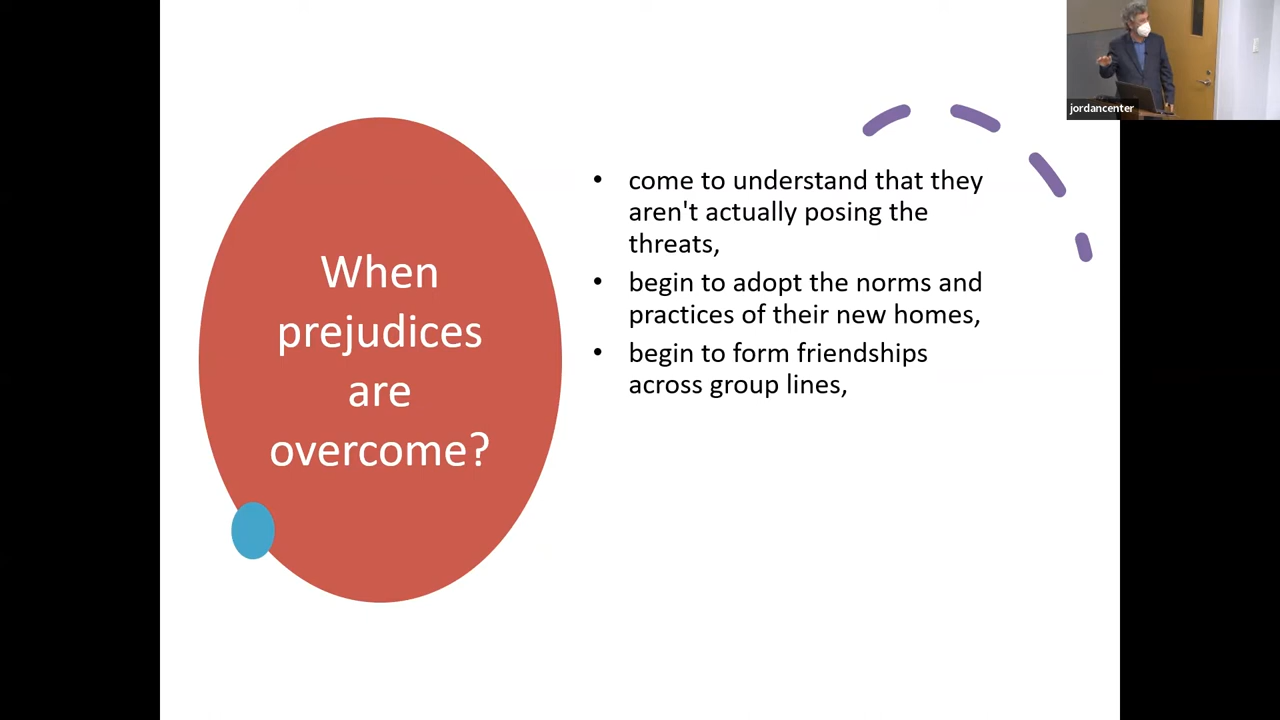 jordancenter
When
prejudices
are
overcome?
• come to understand that they
aren't actually posing the
threats,
• begin to adopt the norms and
practices of their new homes,
• begin to form friendships
across group lines,